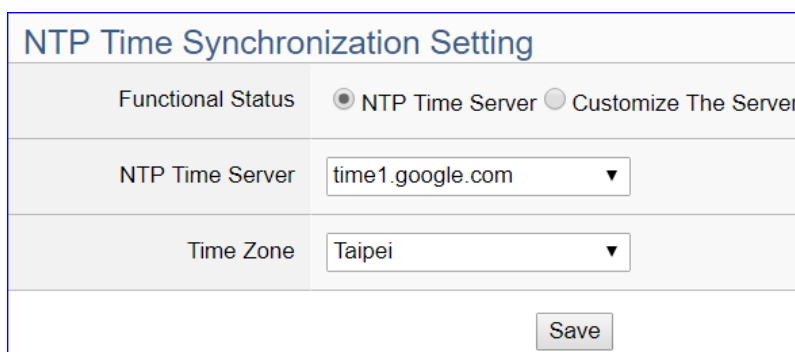 NTP Time Synchronization Setting
Functional Status NTP Time Server Customize The Server
NTP Time Server time1.google.com
Time Zone Taipei
Save